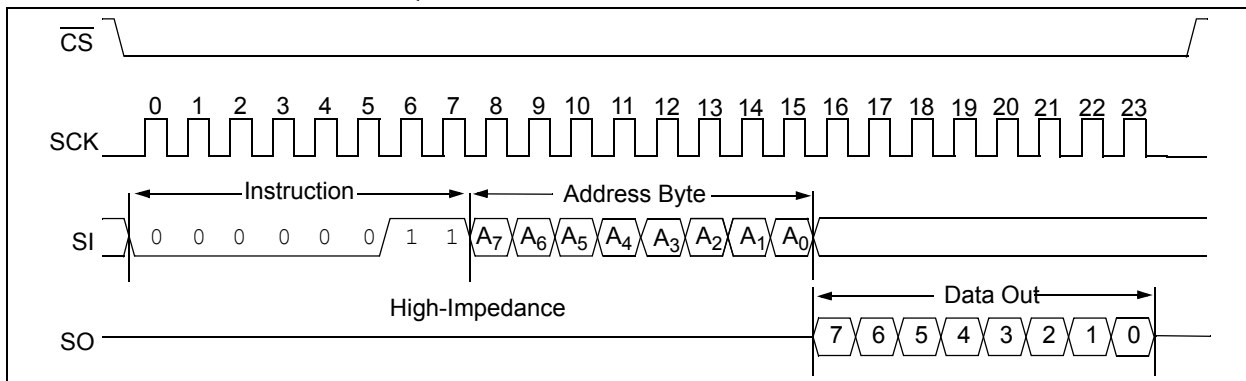 CS
0 1 2 3 4 5 6 7 8 9 10 11 12 13 14 15 16 17 18 19 20 21 22 23
SCK
Instruction Address Byte
SI 0 0 0 0 0 0 1 1 A7 A6 A5 A4 A3 A2 A1 A0
Data Out
High-Impedance
SO 7 6 5 4 3 2 1 0